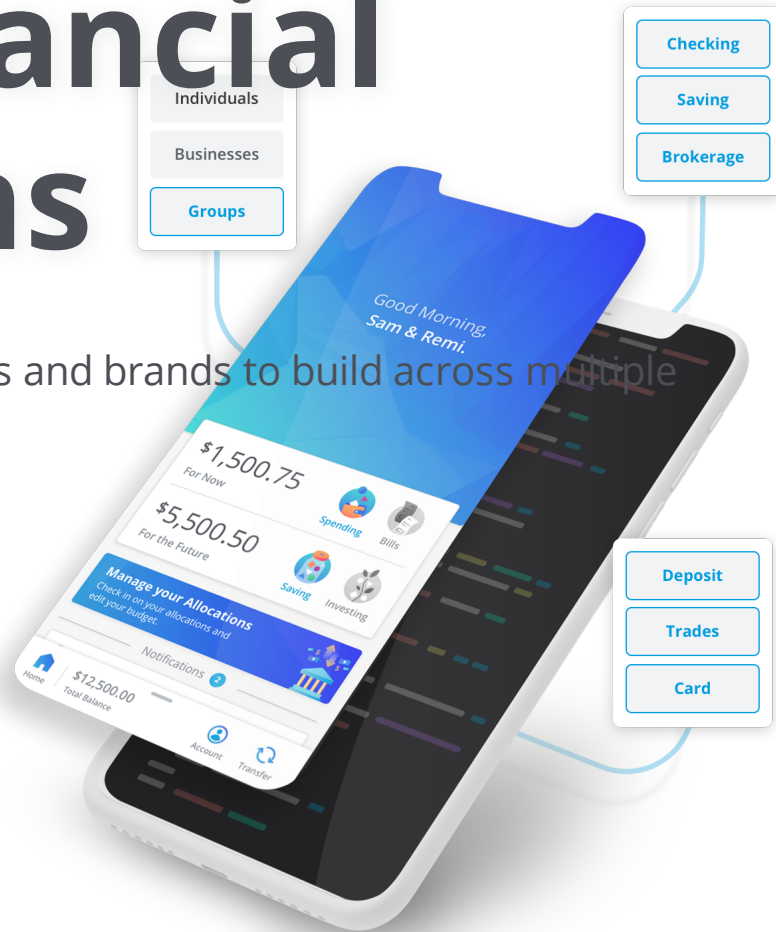 ancial
Individuals
Businesses
Groups
ns
s and brands to build across multiple
Checking
Saving
Brokerage
Good Morning,
Sam & Remi.
$1,500.75
For Now
Spending
Bills
$5,500.50
For the Future
Saving
Investing
Manage your Allocations
Check in on your allocations and
edit your budget.
Notifications 2
Home
$12,500.00
Total Balance
Account
Transfer
Deposit
Trades
Card